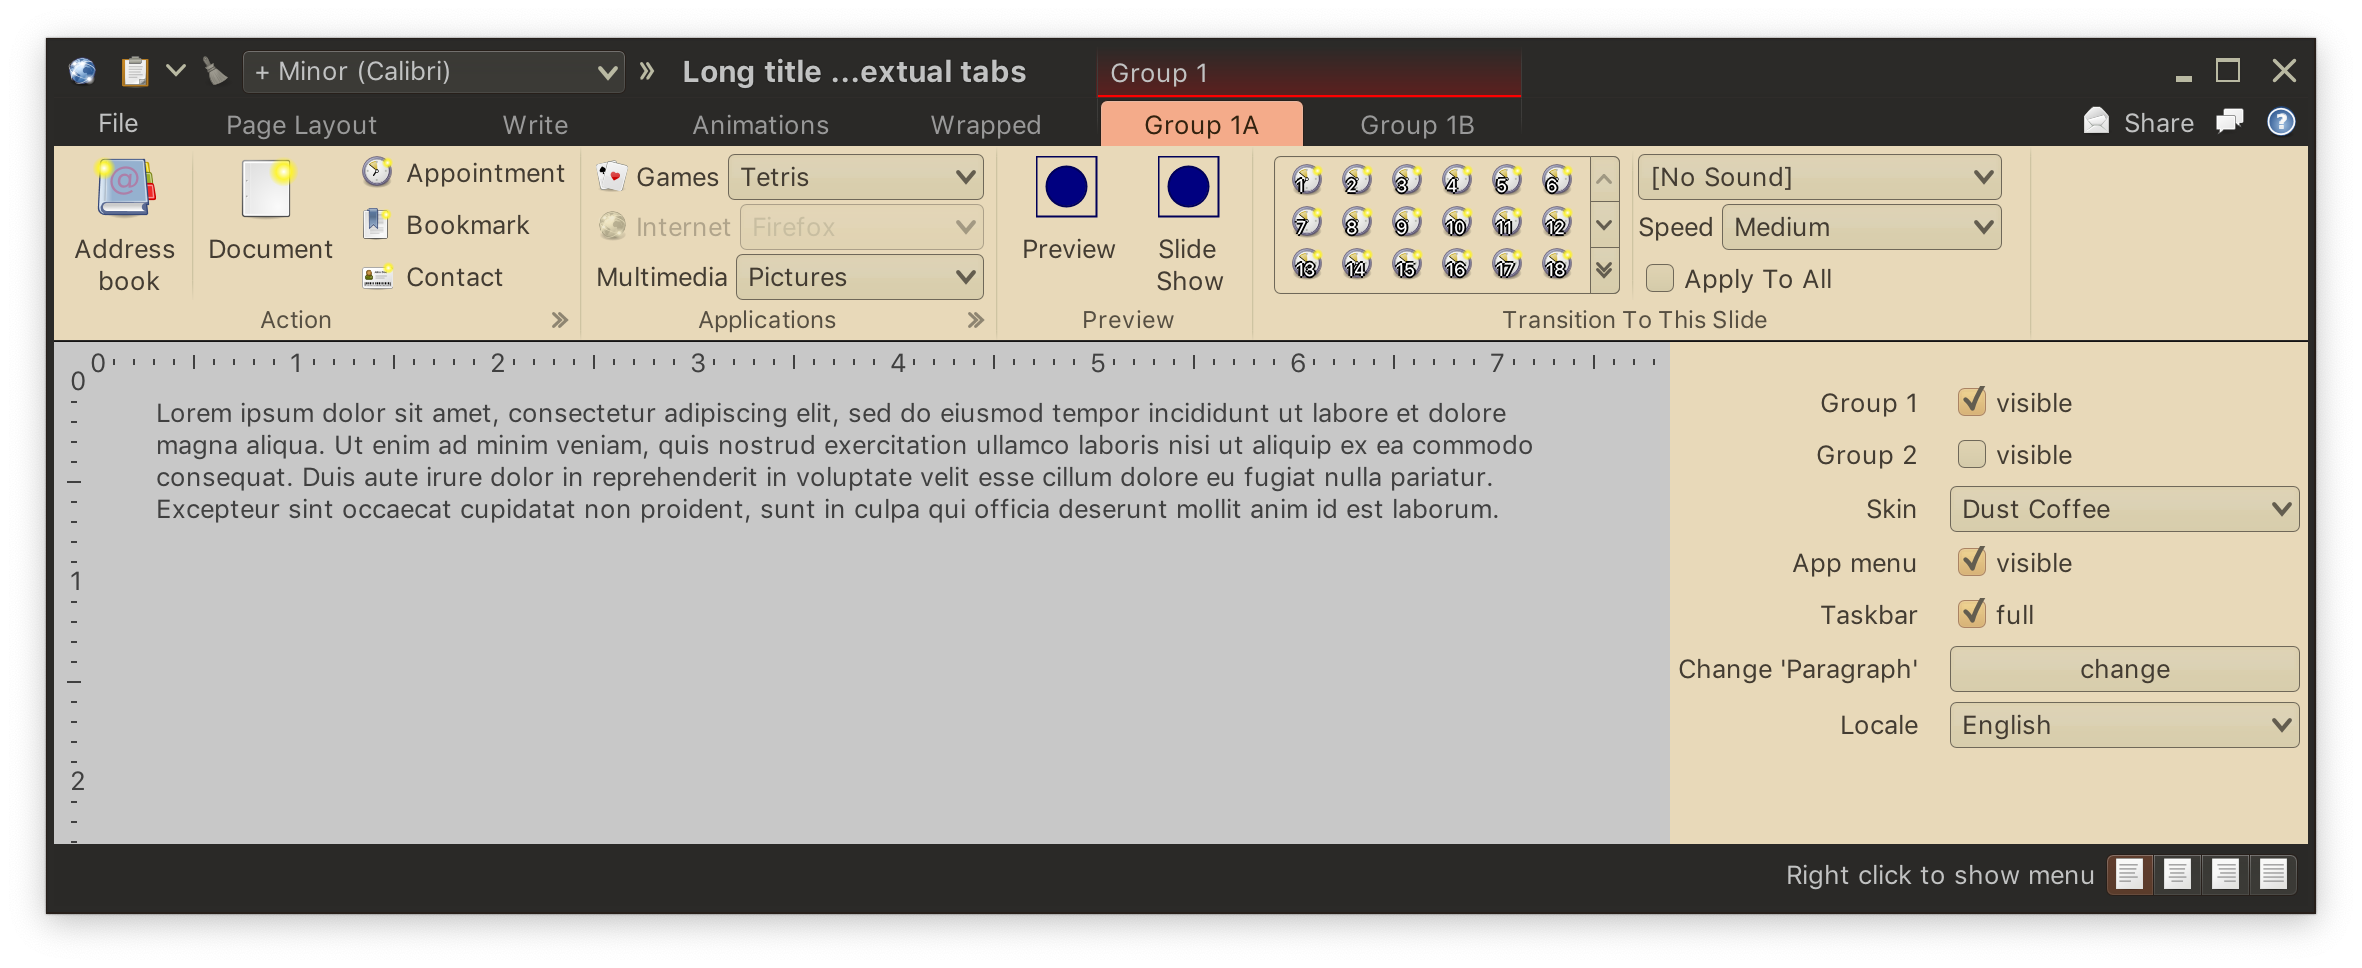 + Minor (Calibri)
Long title ...extual tabs
Group 1
File
Page Layout
Write
Animations
Wrapped
Group 1A
Group 1B
Share
?
@
Address
book
Document
Appointment
Bookmark
Contact
Action
Games
Tetris
Internet
Firefox
Multimedia
Pictures
Applications
Preview
Slide
Show
Preview
1 2 3 4 5 6
7 8 9 10 11 12
13 14 15 16 17 18
[No Sound]
Speed
Medium
Apply To All
Transition To This Slide
0 1 2 3 4 5 6 7
0
1
2
Lorem ipsum dolor sit amet, consectetur adipiscing elit, sed do eiusmod tempor incididunt ut labore et dolore
magna aliqua. Ut enim ad minim veniam, quis nostrud exercitation ullamco laboris nisi ut aliquip ex ea commodo
consequat. Duis aute irure dolor in reprehenderit in voluptate velit esse cillum dolore eu fugiat nulla pariatur.
Excepteur sint occaecat cupidatat non proident, sunt in culpa qui officia deserunt mollit anim id est laborum.
Group 1
visible
Group 2
visible
Skin
Dust Coffee
App menu
visible
Taskbar
full
Change 'Paragraph'
change
Locale
English
Right click to show menu